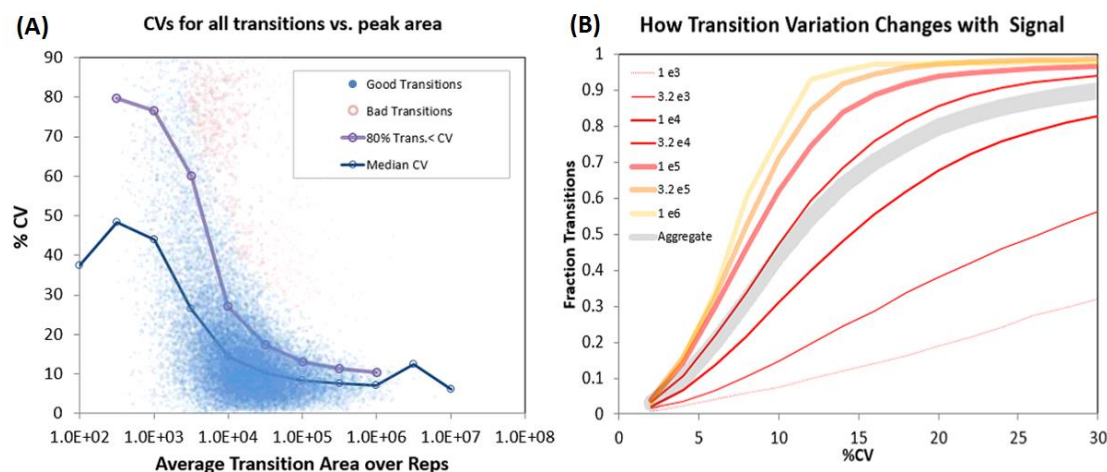 (A)
CVs for all transitions vs. peak area
90
80
70
60
50
40
30
20
10
0
% CV
Good Transitions
Bad Transitions
80% Trans.< CV
Median CV
1.0E+02 1.0E+03 1.0E+04 1.0E+05 1.0E+06 1.0E+07 1.0E+08
Average Transition Area over Reps
(B)
How Transition Variation Changes with Signal
1
0.9
0.8
0.7
0.6
0.5
0.4
0.3
0.2
0.1
0
Fraction Transitions
1 e3
3.2 e3
1 e4
3.2 e4
1 e5
3.2 e5
1 e6
Aggregate
0 5 10 15 20 25 30
%CV